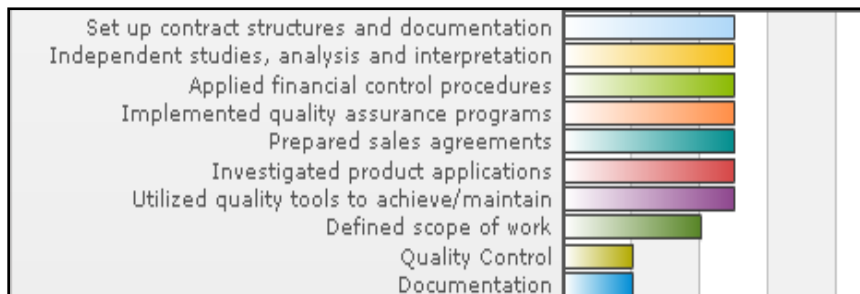 Set up contract structures and documentation
Independent studies, analysis and interpretation
Applied financial control procedures
Implemented quality assurance programs
Prepared sales agreements
Investigated product applications
Utilized quality tools to achieve/maintain
Defined scope of work
Quality Control
Documentation